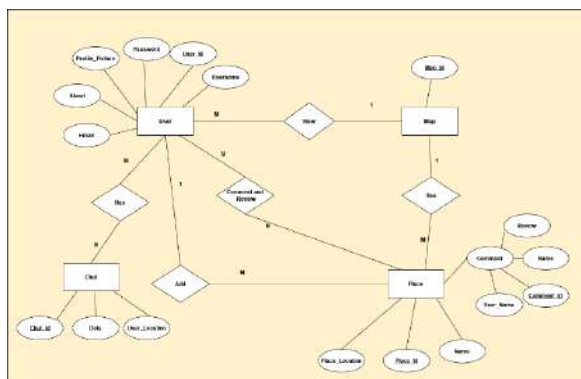 Password
User_Id
Profile_Picture
Username
Map_Id
About
User
M
View
1
Map
Email
M
1
M
1
Has
Comment and
Review
Has
Review
M
Comment
Name
Chat
Add
M
Place
Comment_ID
User_Name
Chat_Id
Date
User_Location
Place_Location
Place_Id
Name